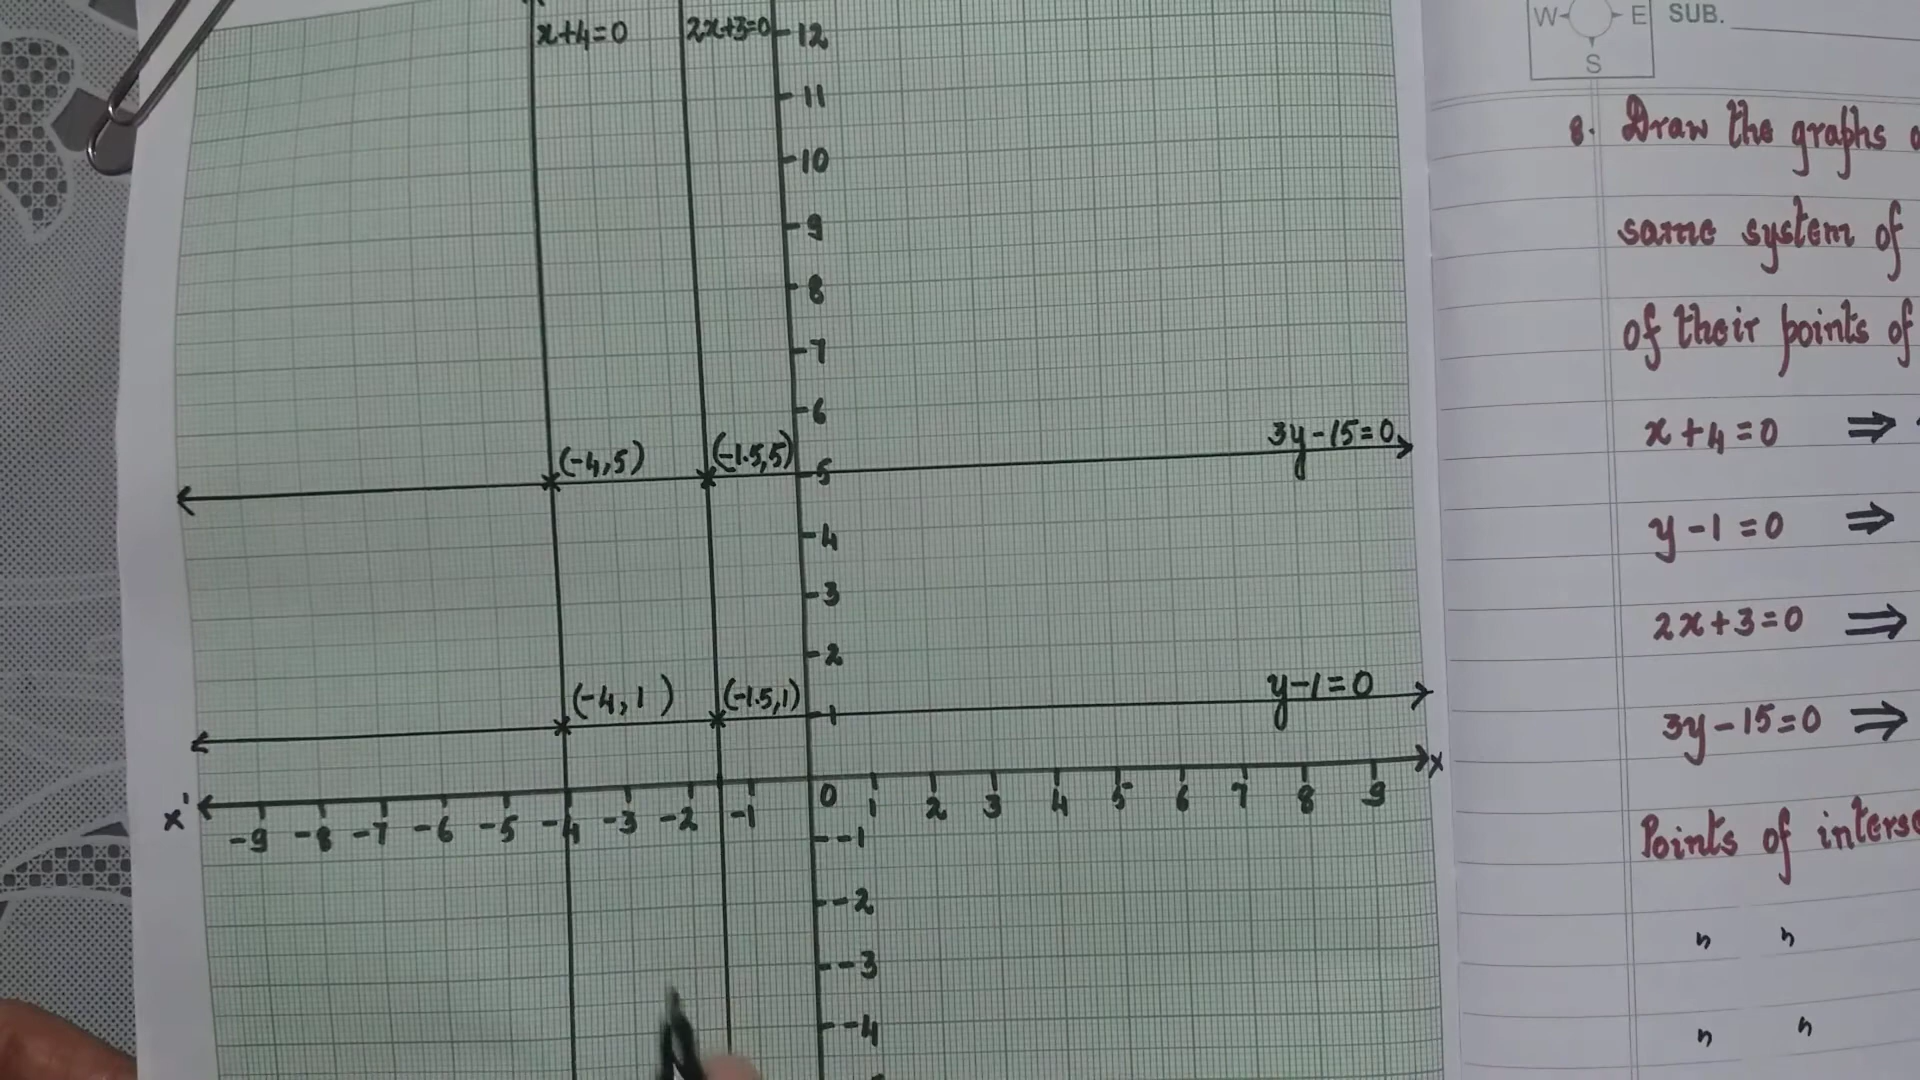 x+4=0
2x+3=0
12
11
10
9
8
7
6
3y-15=0
(-4,5)
(-1.5,5)
5
4
3
2
(-4,1)
(-1.5,1)
y-1=0
1
x
x'
-9 -8 -7 -6 -5 -4 -3 -2 -1 0 1 2 3 4 5 6 7 8 9
-1
-2
-3
-4
W E SUB.
S
8. Draw the graphs
same system of
of their points of
x+4=0 ⇒
y-1=0 ⇒
2x+3=0 ⇒
3y-15=0 ⇒
Points of
" "
" "